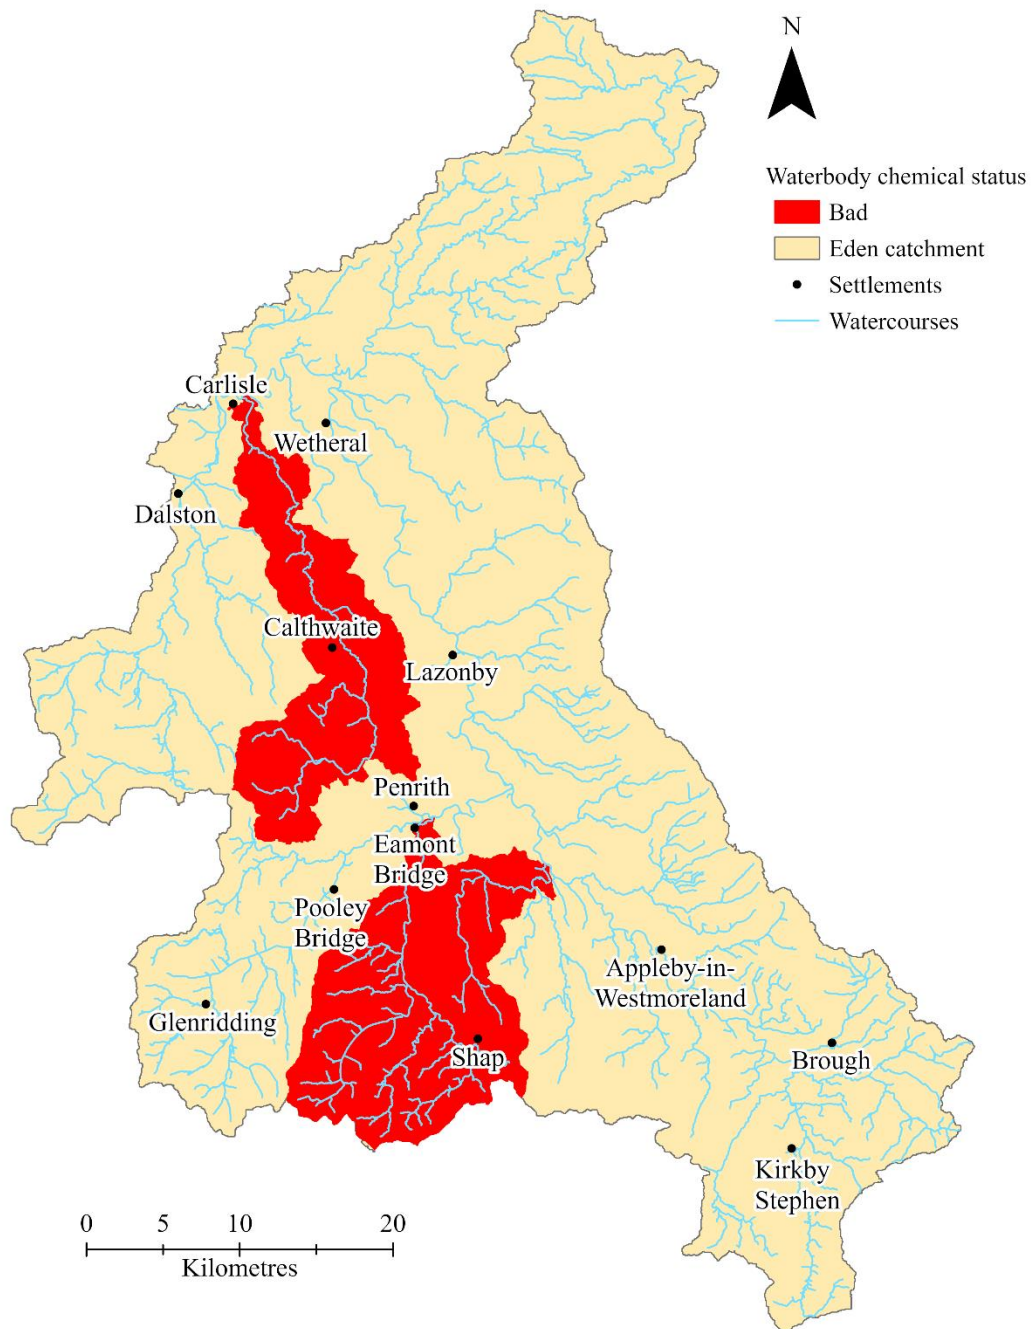 N
Waterbody chemical status
Bad
Eden catchment
Settlements
Watercourses
Carlisle
Wetheral
Dalston
Calthwaite
Lazonby
Penrith
Eamont
Bridge
Pooley
Bridge
Appleby-in-
Westmoreland
Glenridding
Shap
Brough
Kirkby
Stephen
0 5 10 20
Kilometres